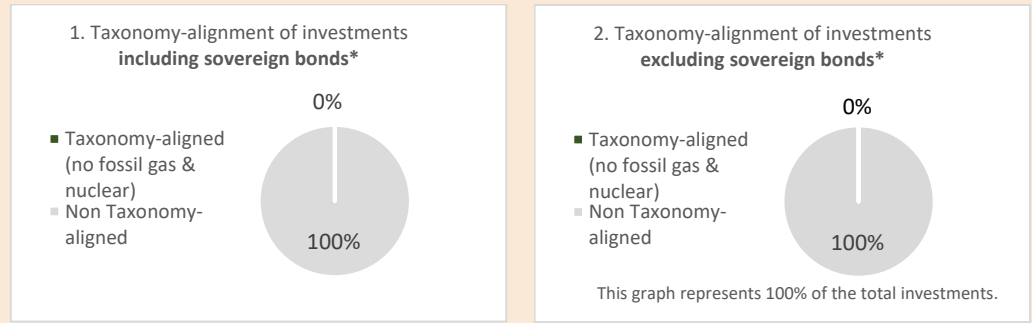 1. Taxonomy-alignment of investments
including sovereign bonds*
0%
Taxonomy-aligned
(no fossil gas &
nuclear)
Non Taxonomy-
aligned
100%
2. Taxonomy-alignment of investments
excluding sovereign bonds*
0%
Taxonomy-aligned
(no fossil gas &
nuclear)
Non Taxonomy-
aligned
100%
This graph represents 100% of the total investments.